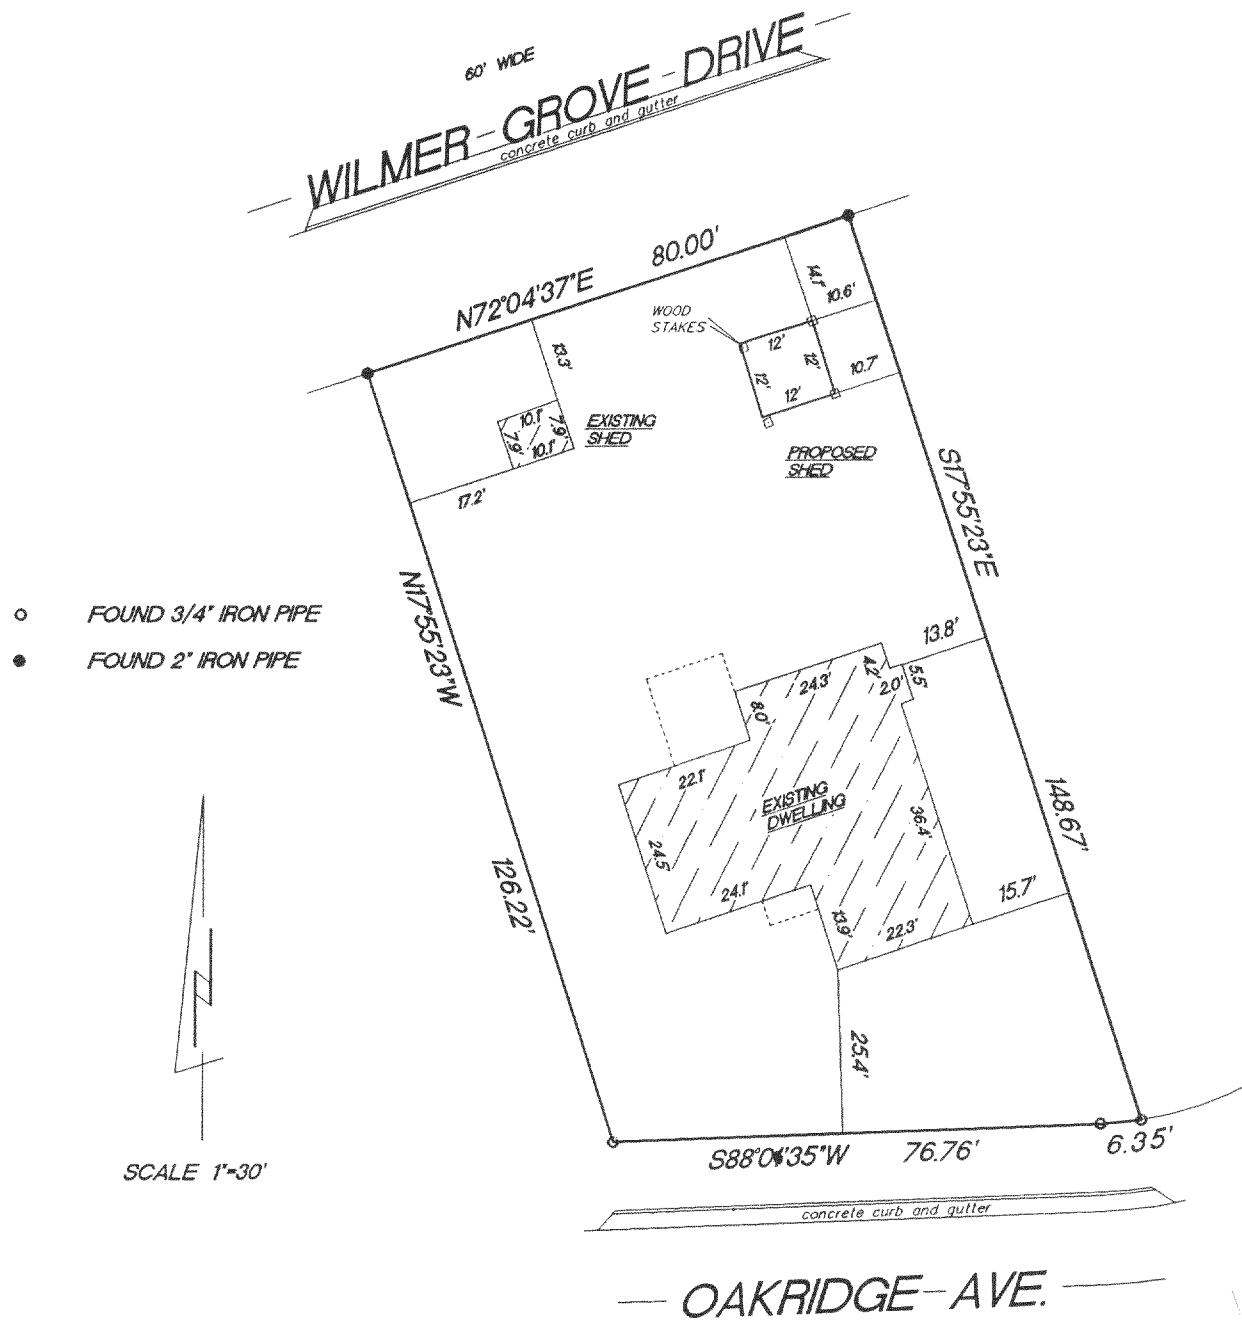 60' WIDE
WILMER GROVE DRIVE
concrete curb and gutter
80.00'
N72°04'37"E
14.1'
10.6'
WOOD
STAKES
12'
12'
12'
12'
10.7'
13.3'
10.1'
7.9'
7.9'
10.1'
EXISTING
SHED
PROPOSED
SHED
17.2'
S17°55'23"E
N17°55'23"W
FOUND 3/4" IRON PIPE
FOUND 2" IRON PIPE
13.8'
4.2'
2.0'
5.5'
24.3'
8.0'
22.1'
EXISTING
DWELLING
36.4'
148.67'
24.5'
24.1'
126.22'
15.7'
13.9'
22.3'
25.4'
SCALE 1"=30'
76.76'
6.35'
concrete curb and gutter
OAKRIDGE AVE.